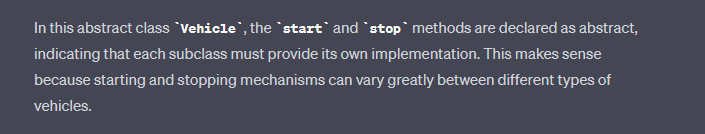 In this abstract class `Vehicle`, the `start` and `stop` methods are declared as abstract,
indicating that each subclass must provide its own implementation. This makes sense
because starting and stopping mechanisms can vary greatly between different types of
vehicles.